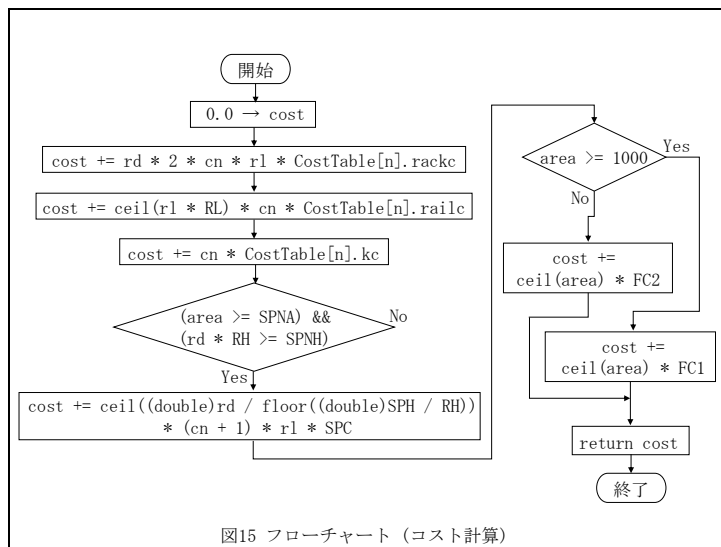 開始
0.0 → cost
cost += rd * 2 * cn * rl * CostTable[n].rackc
cost += ceil(rl * RL) * cn * CostTable[n].railc
cost += cn * CostTable[n].kc
(area >= SPNA) &&
(rd * RH >= SPNH)
No
Yes
cost += ceil((double)rd / floor((double)SPH / RH))
* (cn + 1) * rl * SPC
area >= 1000
Yes
No
cost +=
ceil(area) * FC2
cost +=
ceil(area) * FC1
return cost
終了
図15 フローチャート (コスト計算)